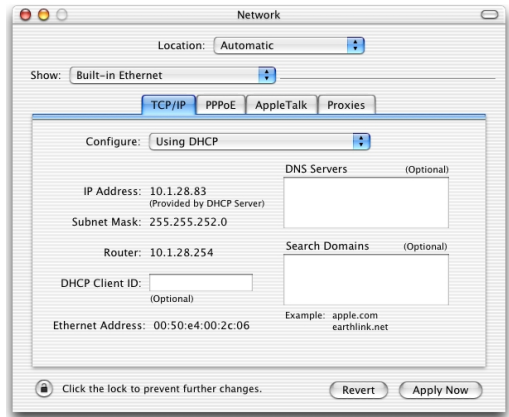 Network
Location: Automatic
Show: Built-in Ethernet
TCP/IP PPPoE AppleTalk Proxies
Configure: Using DHCP
DNS Servers (Optional)
IP Address: 10.1.28.83
(Provided by DHCP Server)
Subnet Mask: 255.255.252.0
Router: 10.1.28.254
Search Domains (Optional)
DHCP Client ID:
(Optional)
Example: apple.com
earthlink.net
Ethernet Address: 00:50:e4:00:2c:06
Click the lock to prevent further changes.
Revert
Apply Now